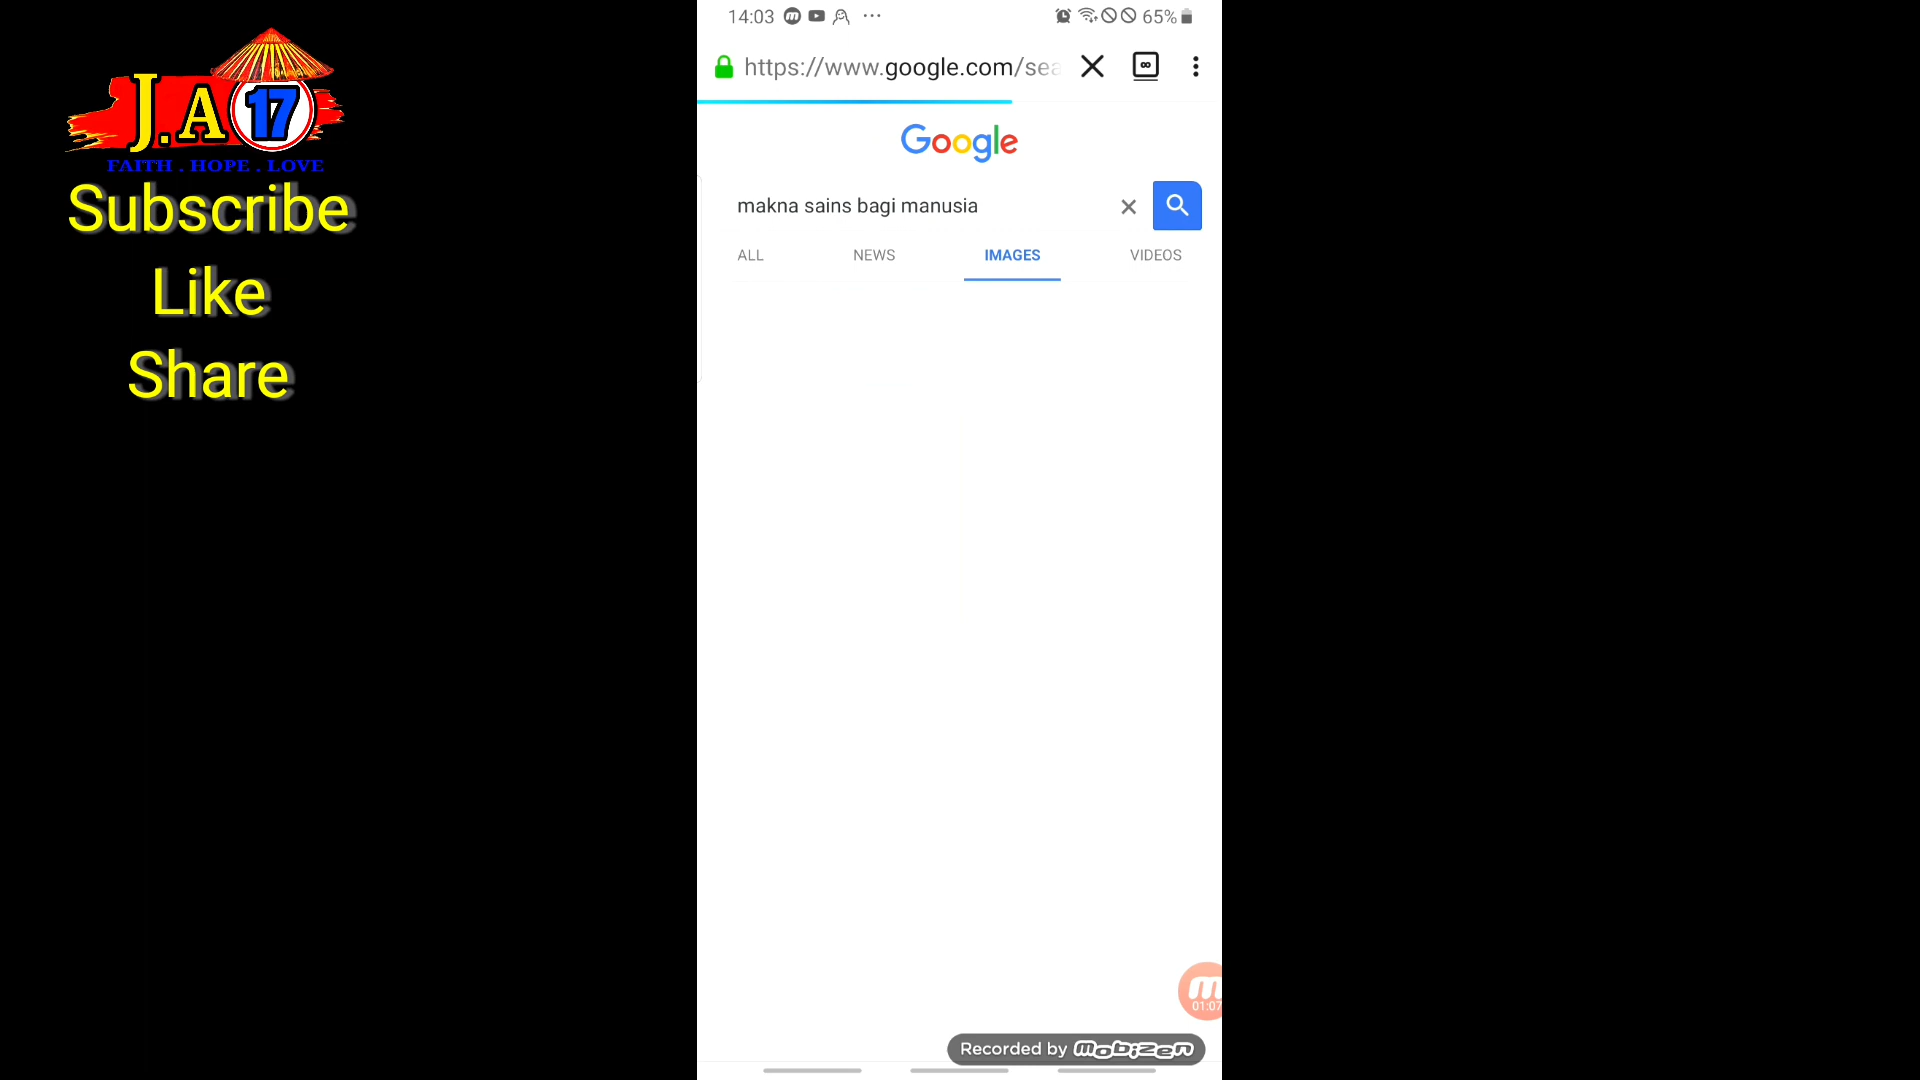 J.A 17
FAITH . HOPE . LOVE
Subscribe
Like
Share
14:03
65%
https://www.google.com/sea
Google
makna sains bagi manusia
ALL NEWS IMAGES VIDEOS
01:07
Recorded by mobizen